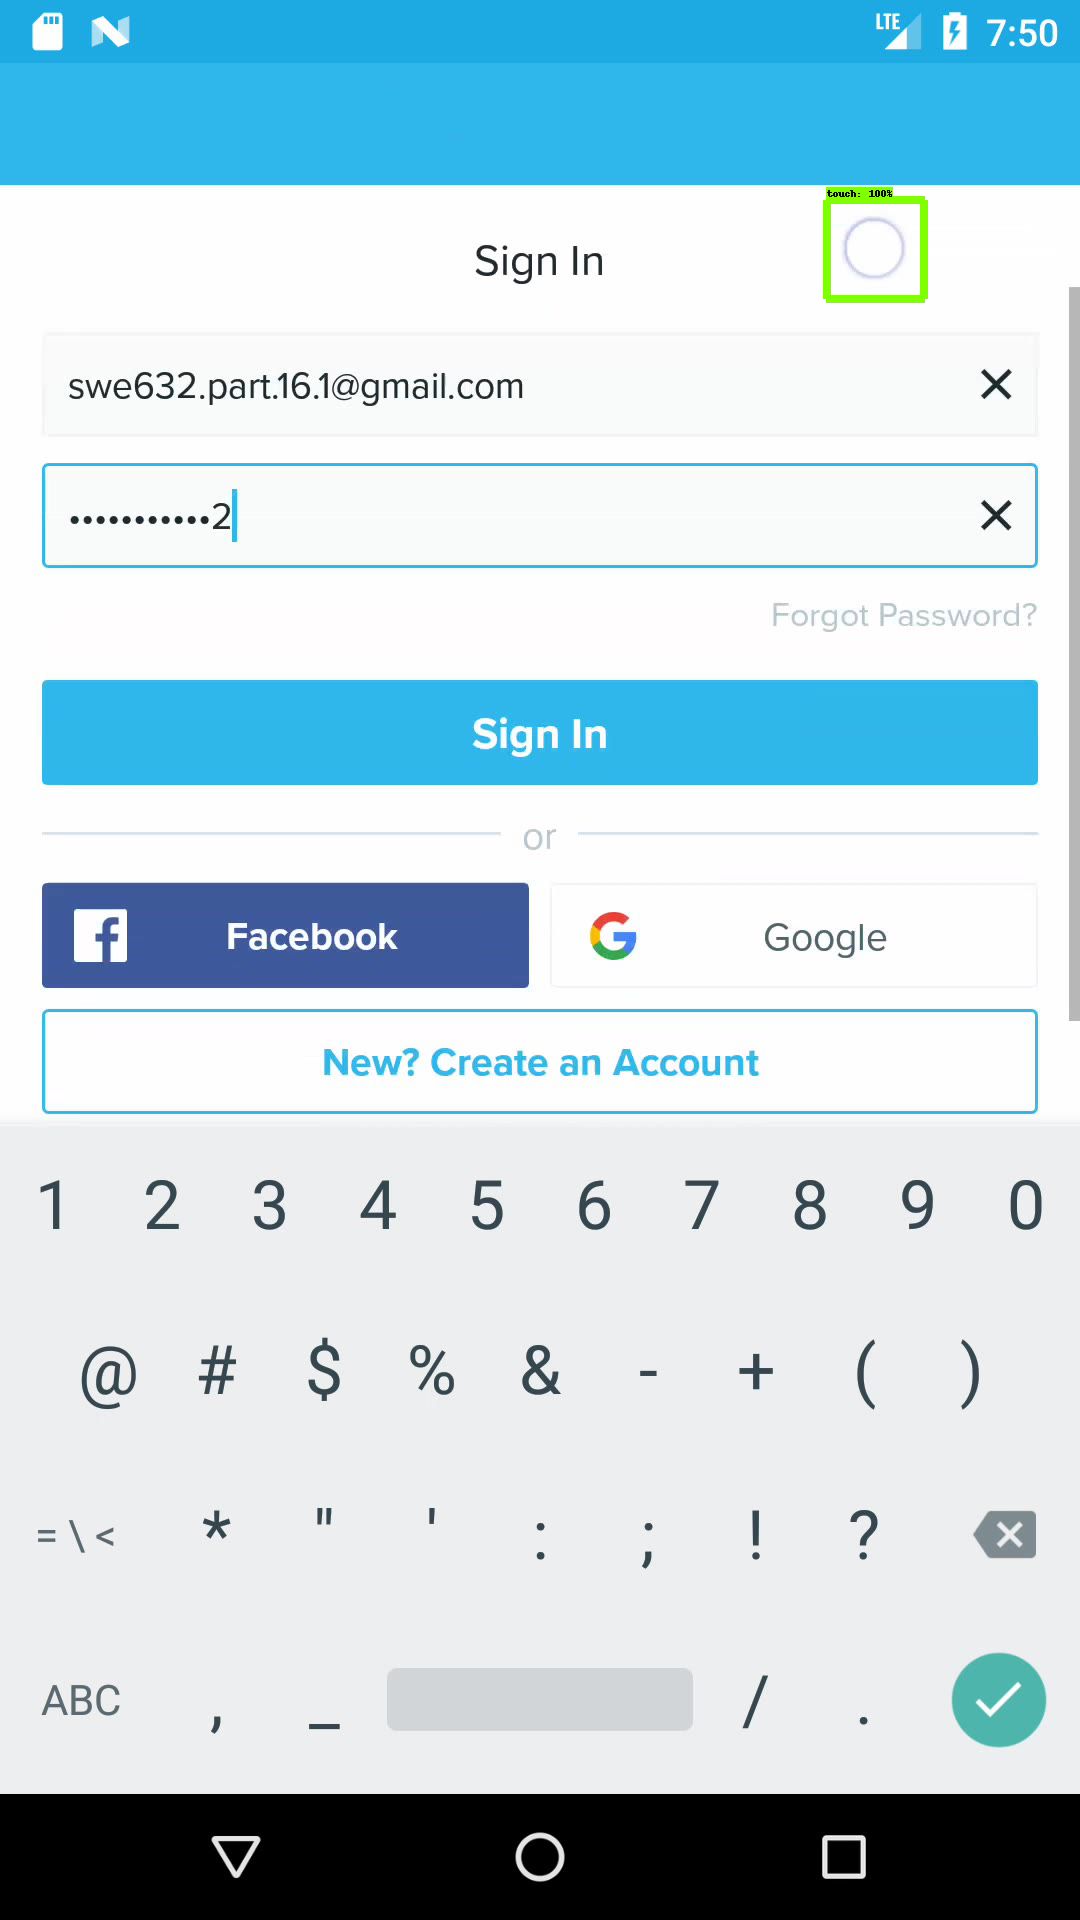 LTE 7:50
touch: 100%
Sign In
swe632.part.16.1@gmail.com
•••••••••••2
Forgot Password?
Sign In
or
Facebook Google
New? Create an Account
1 2 3 4 5 6 7 8 9 0
@ # $ % & - + ( )
= \ < * " ' : ; ! ?
ABC , _ / .